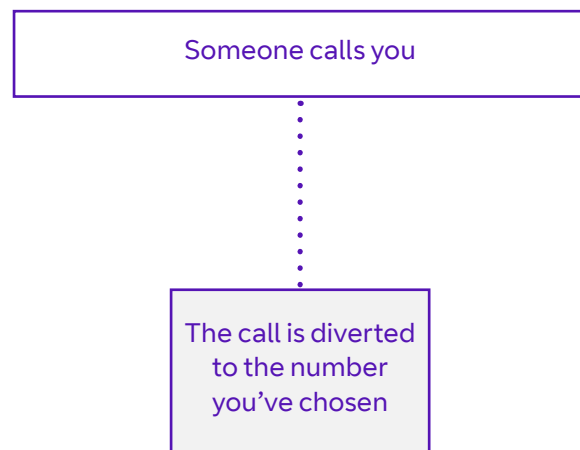 Someone calls you
The call is diverted
to the number
you’ve chosen